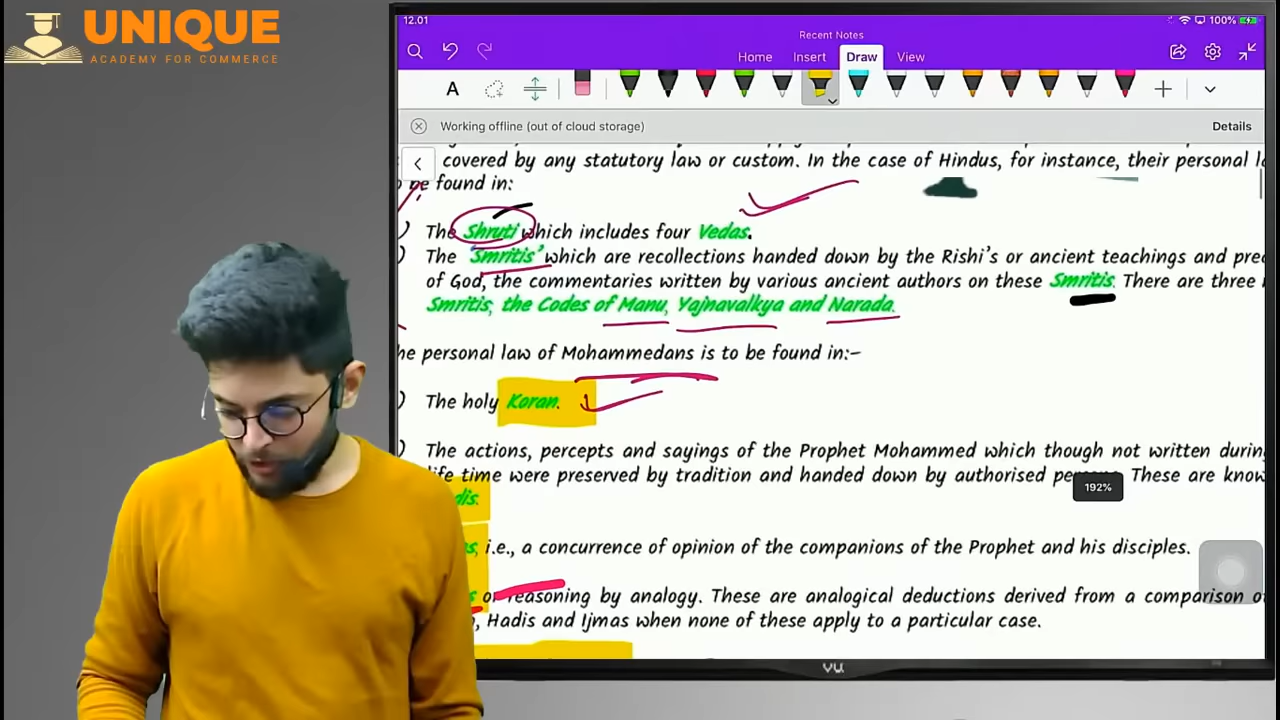 UNIQUE
ACADEMY FOR COMMERCE
12.01
100%
Recent Notes
Home Insert Draw View
A
Working offline (out of cloud storage) Details
covered by any statutory law or custom. In the case of Hindus, for instance, their personal
be found in:
The Shruti which includes four Vedas.
The 'Smritis' which are recollections handed down by the Rishi's or ancient teachings and
of God, the commentaries written by various ancient authors on these Smritis. There are three
Smritis; the Codes of Manu, Yajnavalkya and Narada.
personal law of Mohammedans is to be found in:-
The holy Koran.
The actions, percepts and sayings of the Prophet Mohammed which though not written
life time were preserved by tradition and handed down by authorised These are
192%
i.e., a concurrence of opinion of the companions of the Prophet and his disciples.
or reasoning by analogy. These are analogical deductions derived from a comparison
Hadis and Ijmas when none of these apply to a particular case.
vu